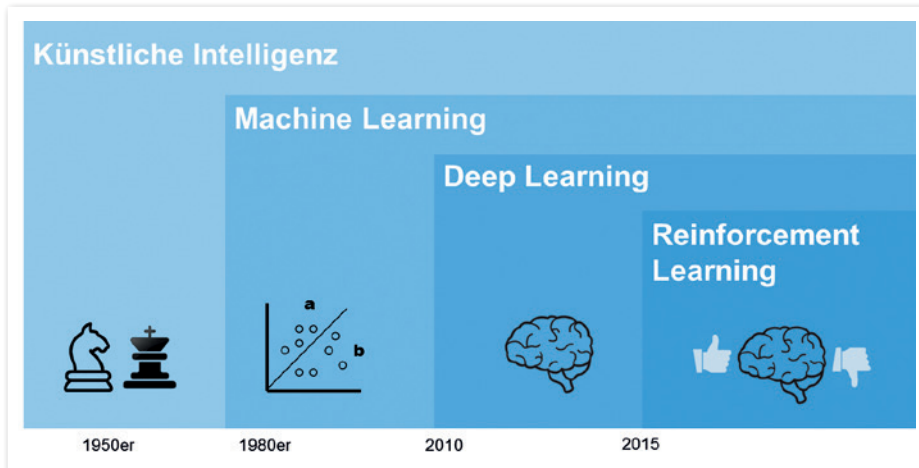 Künstliche Intelligenz
Machine Learning
Deep Learning
Reinforcement
Learning
a
b
1950er
1980er
2010
2015